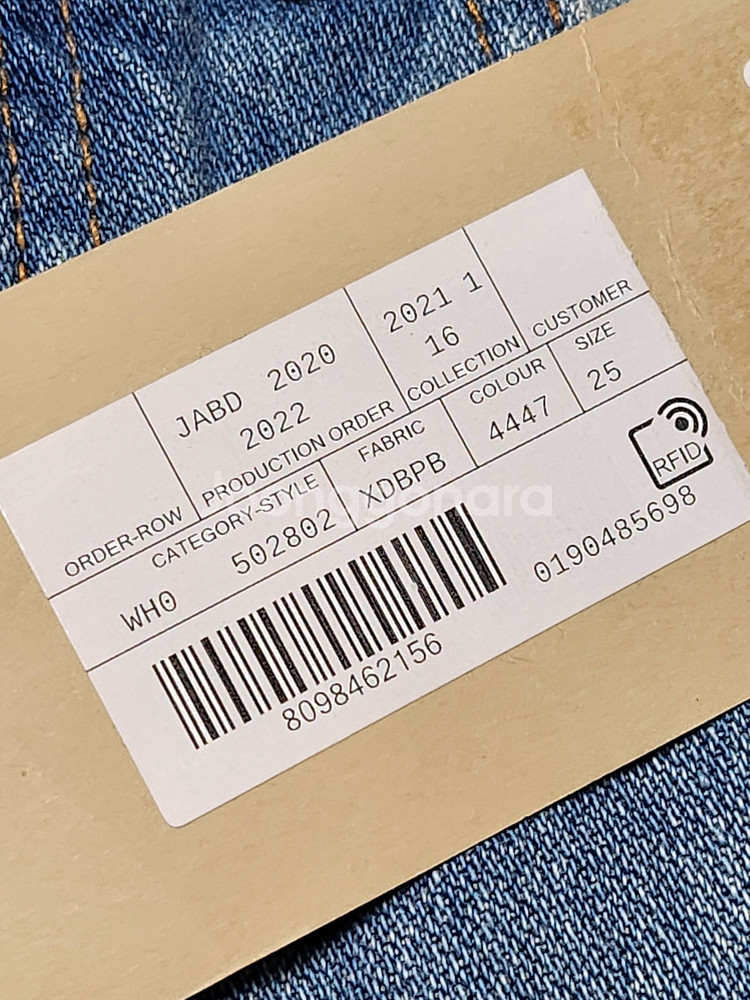 JABD 2020
2022
2021 1
16
ORDER-ROW
PRODUCTION ORDER
COLLECTION
CUSTOMER
CATEGORY-STYLE
FABRIC
COLOUR
SIZE
WH0 502802
XDBPB
4447
25
RFID
8098462156
0190485698
joonggonara